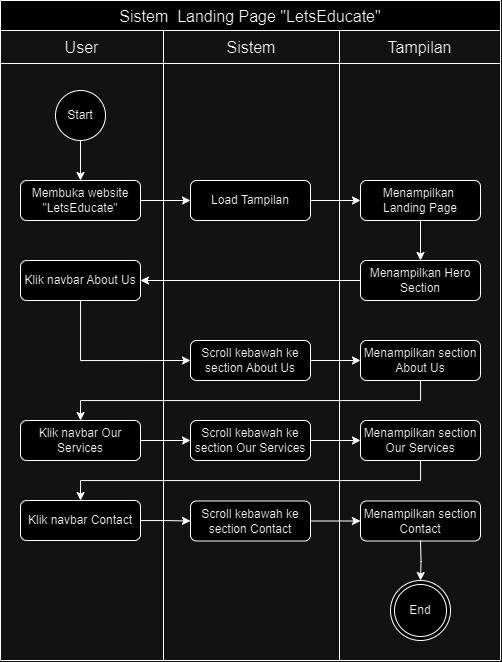 Sistem Landing Page "LetsEducate"
User
Sistem
Tampilan
Start
Membuka website
"LetsEducate"
Load Tampilan
Menampilkan
Landing Page
Klik navbar About Us
Menampilkan Hero
Section
Scroll kebawah ke
section About Us
Menampilkan section
About Us
Klik navbar Our
Services
Scroll kebawah ke
section Our Services
Menampilkan section
Our Services
Klik navbar Contact
Scroll kebawah ke
section Contact
Menampilkan section
Contact
End